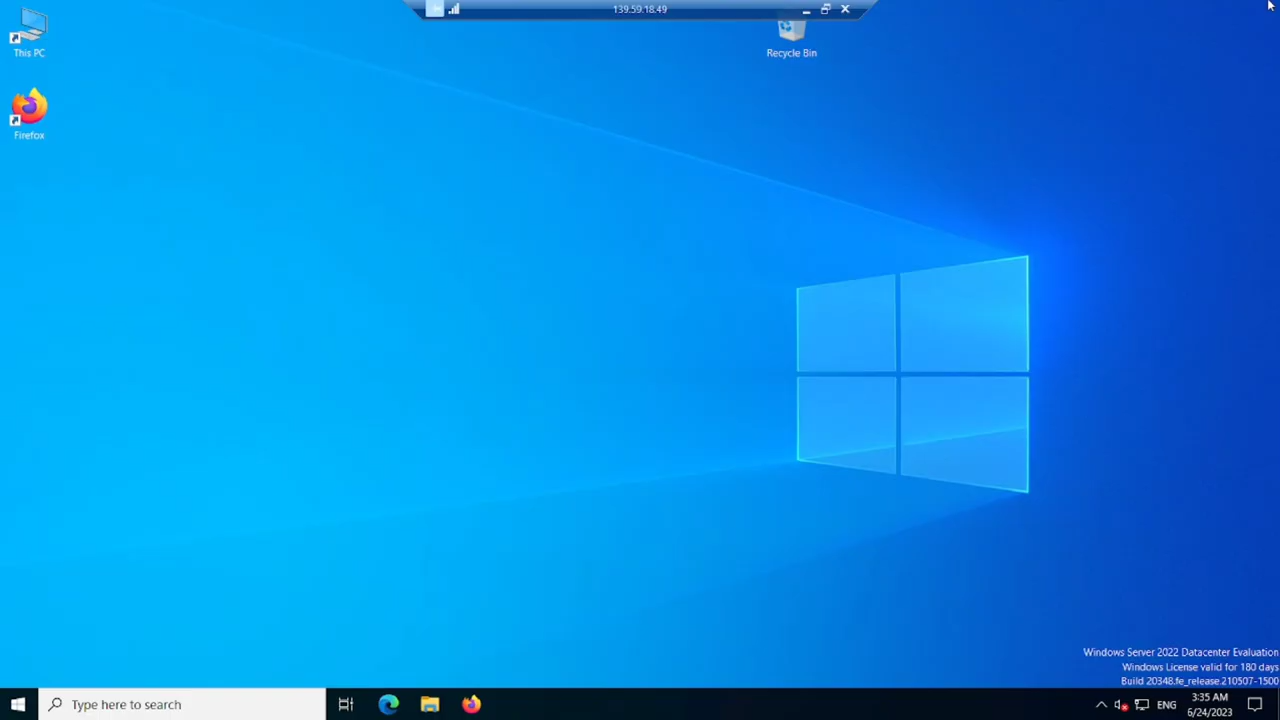 139.59.18.49
This PC
Recycle Bin
Firefox
Windows Server 2022 Datacenter Evaluation
Windows License valid for 180 days
Build 20348.fe_release.210507-1500
Type here to search
ENG
3:35 AM
6/24/2023